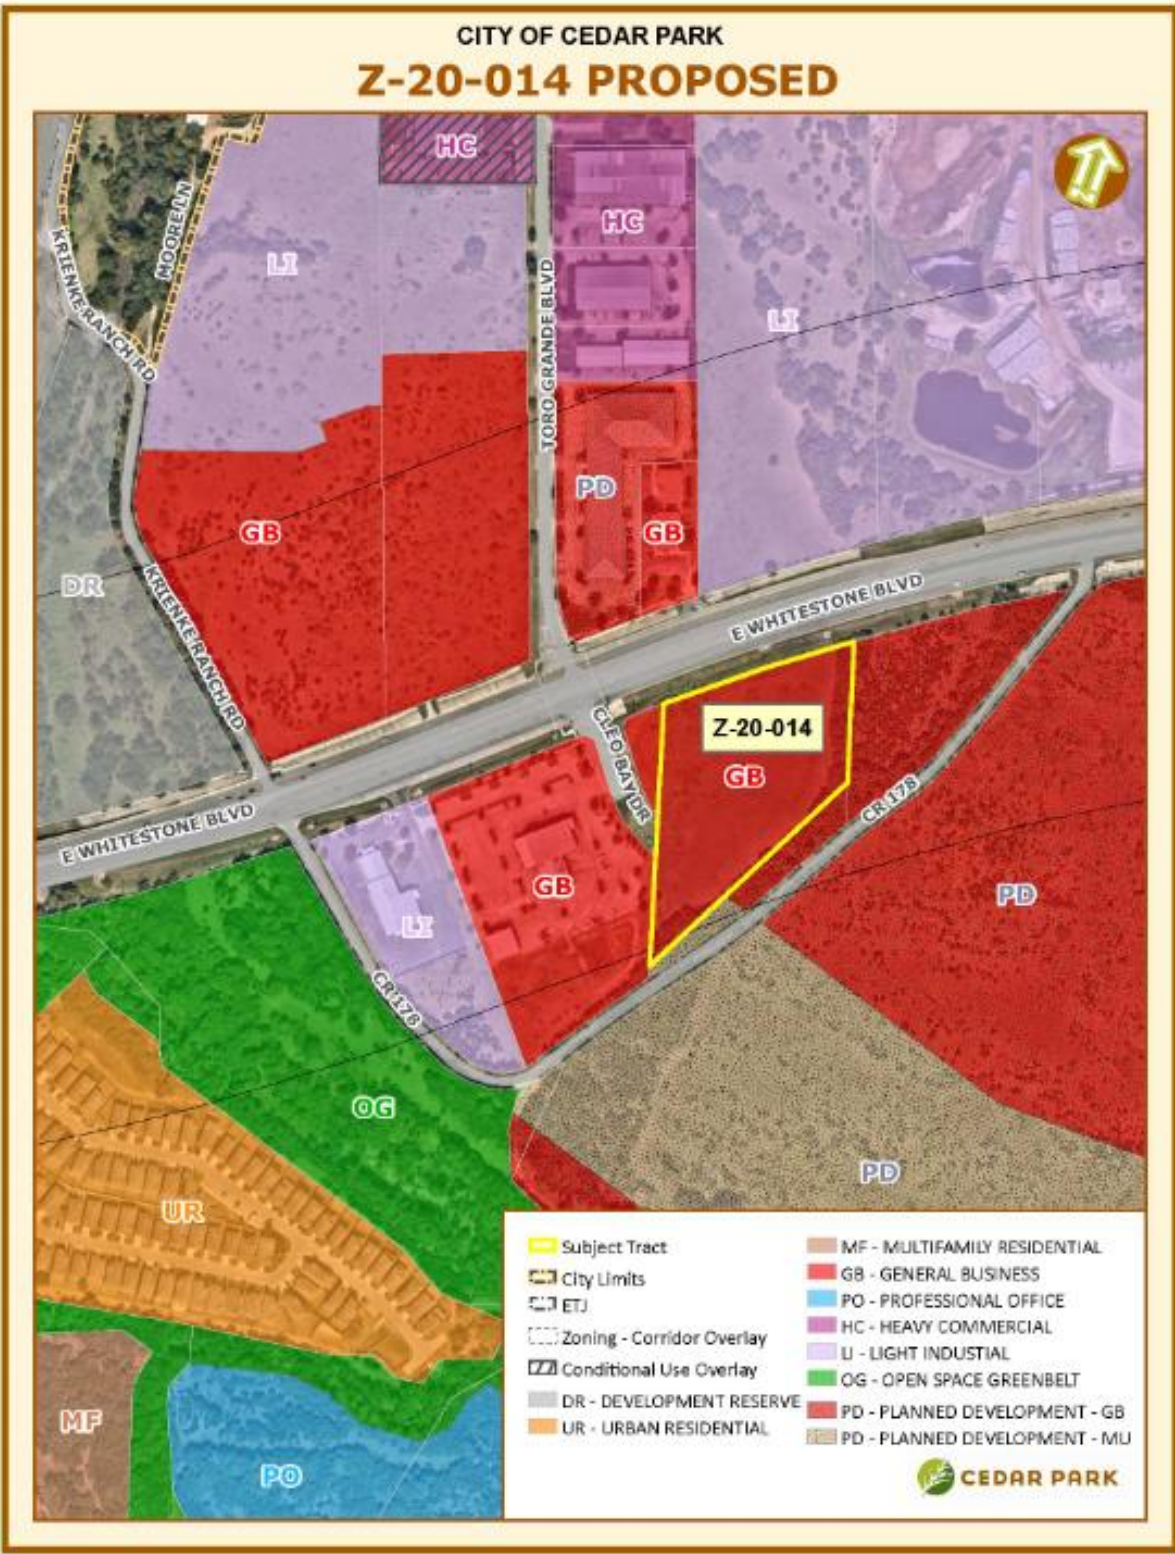 CITY OF CEDAR PARK
Z-20-014 PROPOSED
HC
HC
MOORE LN
LI
KRIENKE RANCH RD
TORO GRANDE BLVD
LI
PD
GB
GB
DR
KRIENKE RANCH RD
E WHITESTONE BLVD
Z-20-014
GB
CLEO BAY DR
CR 178
E WHITESTONE BLVD
GB
PD
LI
CR 178
OG
PD
UR
MF
PO
Subject Tract
City Limits
ETJ
Zoning - Corridor Overlay
Conditional Use Overlay
DR - DEVELOPMENT RESERVE
UR - URBAN RESIDENTIAL
MF - MULTIFAMILY RESIDENTIAL
GB - GENERAL BUSINESS
PO - PROFESSIONAL OFFICE
HC - HEAVY COMMERCIAL
LI - LIGHT INDUSTIAL
OG - OPEN SPACE GREENBELT
PD - PLANNED DEVELOPMENT - GB
PD - PLANNED DEVELOPMENT - MU
CEDAR PARK